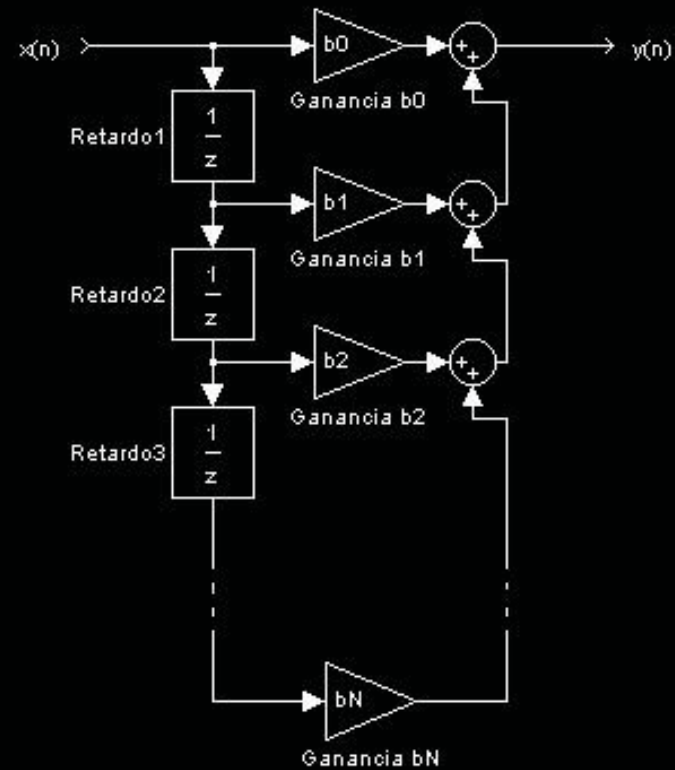 x(n)
b0
+
+
y(n)
Ganancia b0
Retardo1
1
z
b1
+
+
Ganancia b1
Retardo2
1
z
b2
+
+
Ganancia b2
Retardo3
1
z
bN
Ganancia bN